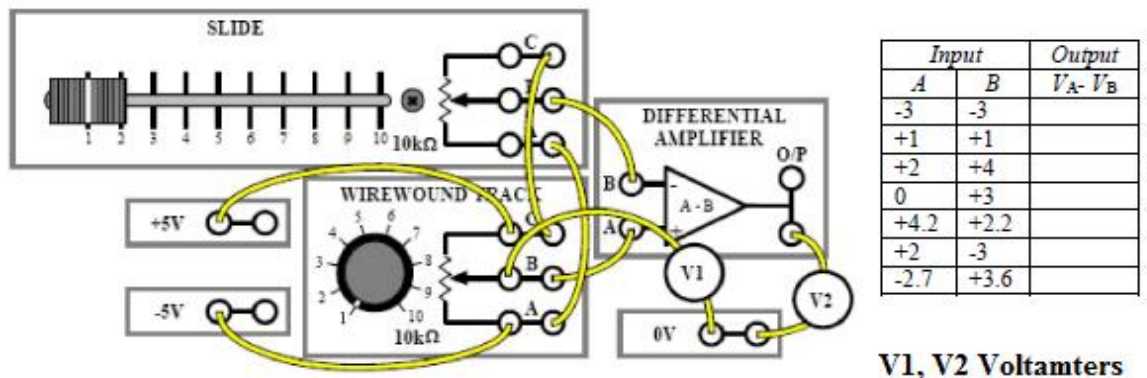 SLIDE
C
B
A
1 2 3 4 5 6 7 8 9 10
10kΩ
DIFFERENTIAL
AMPLIFIER
O/P
B
-
A - B
A
+
+5V
-5V
WIREWOUND TRACK
1 2 3 4 5 6 7 8 9 10
C
B
A
10kΩ
V1
V2
0V
Input Output
A B VA- VB
-3 -3
+1 +1
+2 +4
0 +3
+4.2 +2.2
+2 -3
-2.7 +3.6
V1, V2 Voltamters